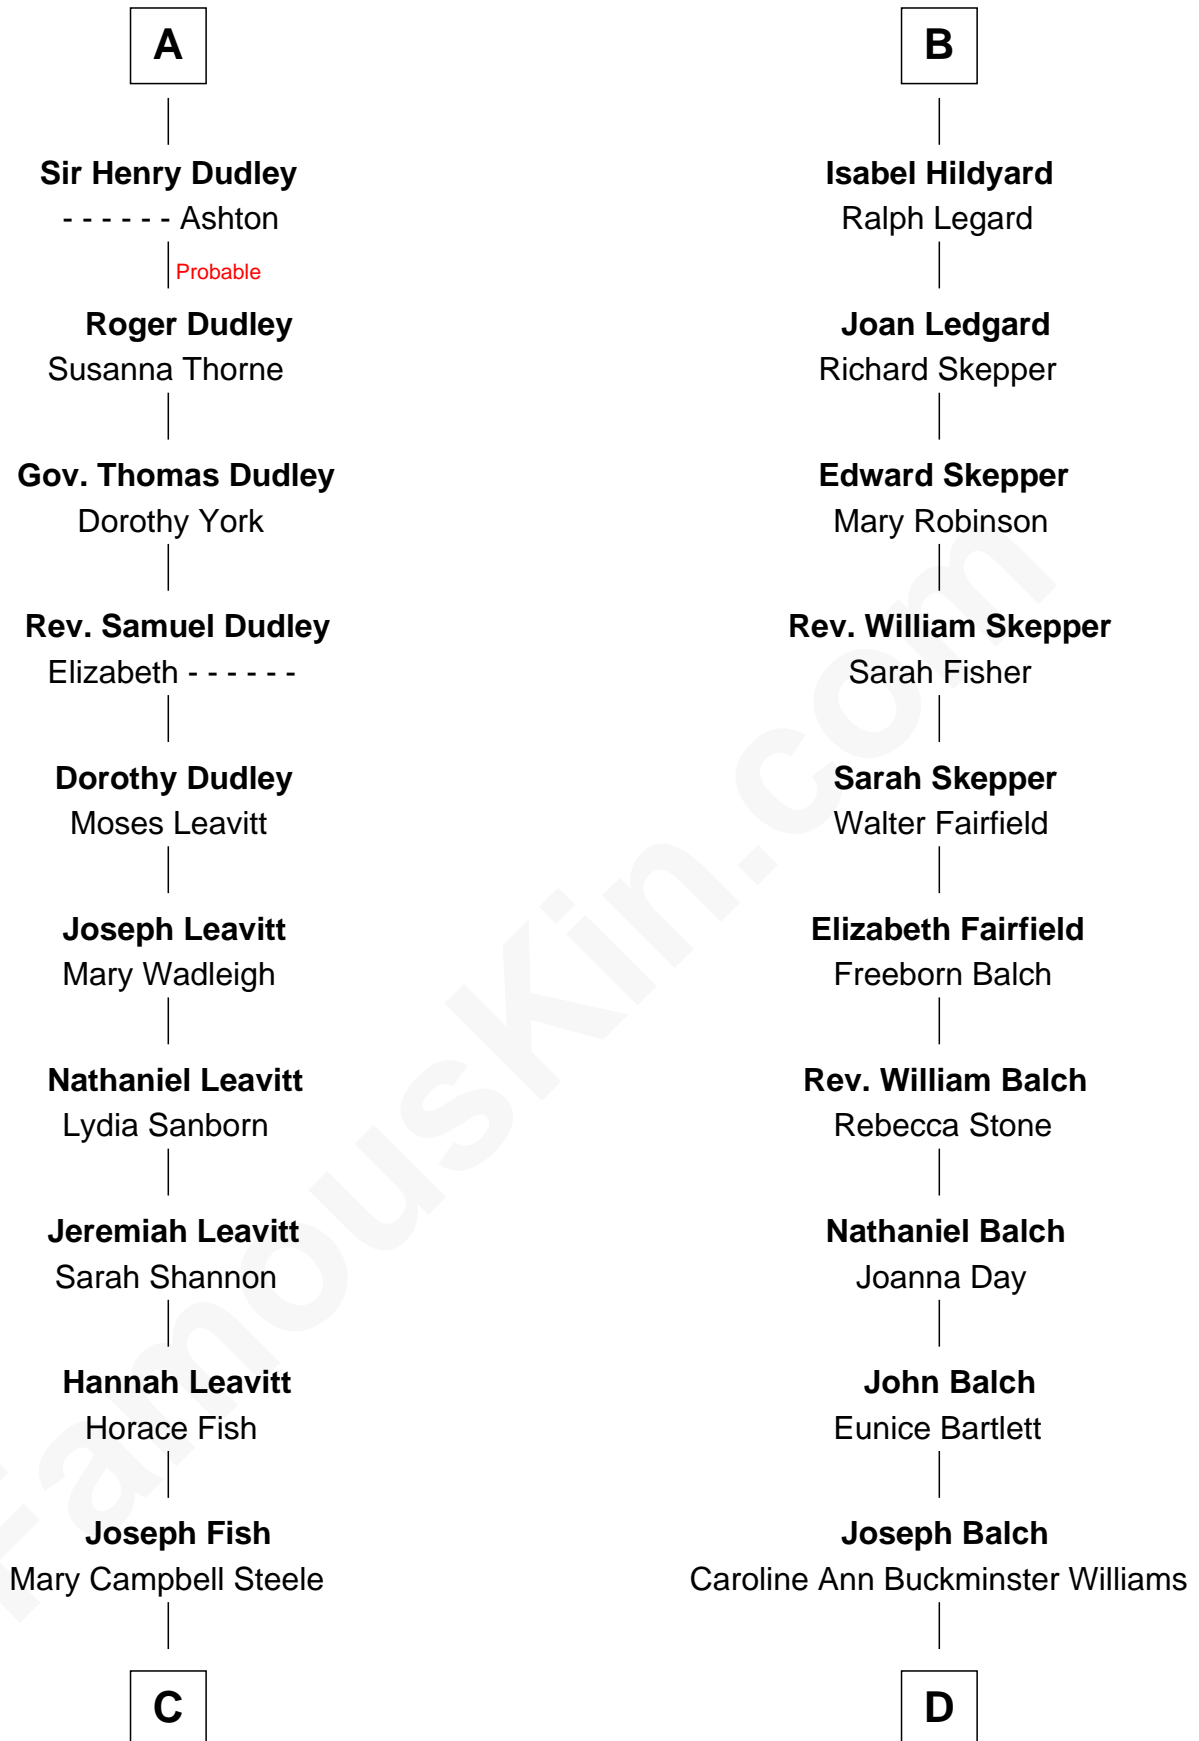 A
Sir Henry Dudley
- - - - - - Ashton
Probable
Roger Dudley
Susanna Thorne
Gov. Thomas Dudley
Dorothy York
Rev. Samuel Dudley
Elizabeth - - - - - -
Dorothy Dudley
Moses Leavitt
Joseph Leavitt
Mary Wadleigh
Nathaniel Leavitt
Lydia Sanborn
Jeremiah Leavitt
Sarah Shannon
Hannah Leavitt
Horace Fish
Joseph Fish
Mary Campbell Steele
C
B
Isabel Hildyard
Ralph Legard
Joan Ledgard
Richard Skepper
Edward Skepper
Mary Robinson
Rev. William Skepper
Sarah Fisher
Sarah Skepper
Walter Fairfield
Elizabeth Fairfield
Freeborn Balch
Rev. William Balch
Rebecca Stone
Nathaniel Balch
Joanna Day
John Balch
Eunice Bartlett
Joseph Balch
Caroline Ann Buckminster Williams
D
FamousKin.com